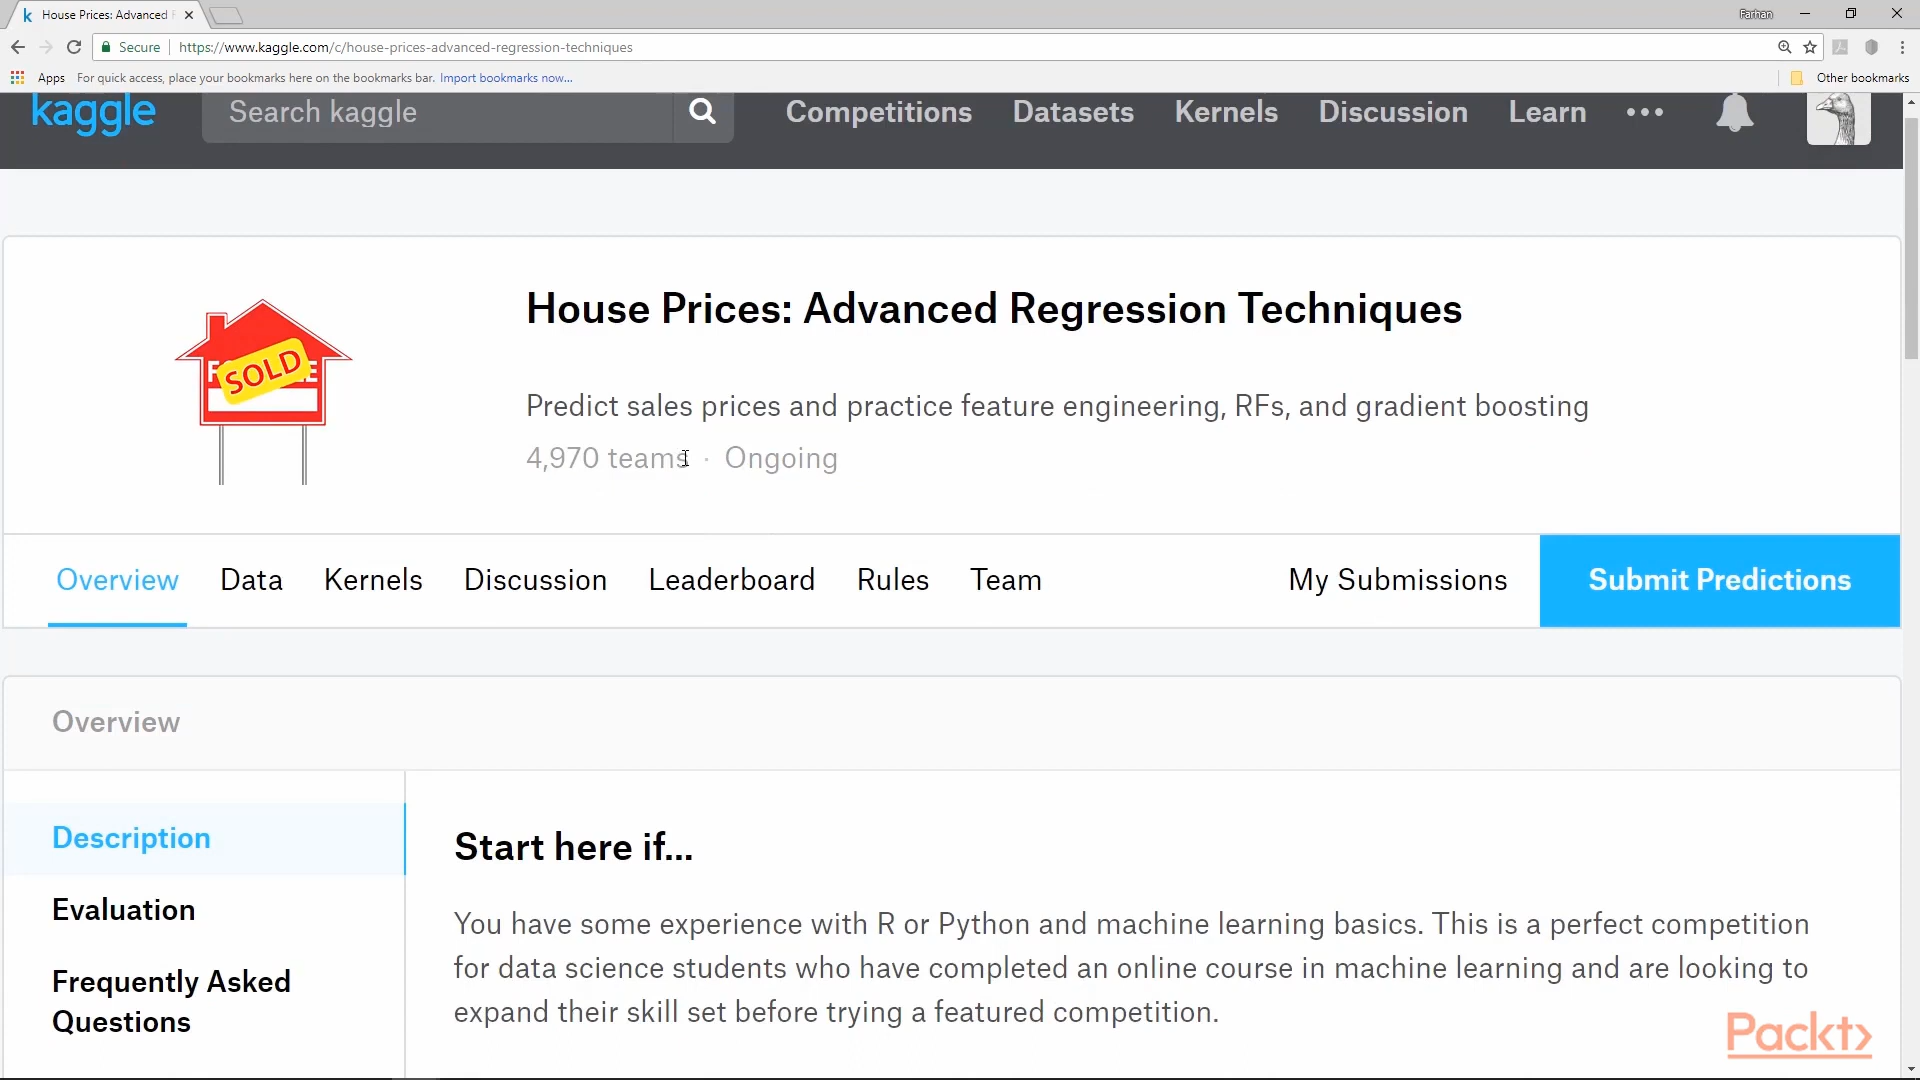 House Prices: Advanced
Farhan
Secure
https://www.kaggle.com/c/house-prices-advanced-regression-techniques
Apps For quick access, place your bookmarks here on the bookmarks bar. Import bookmarks now...
Other bookmarks
kaggle
Search kaggle
Competitions Datasets Kernels Discussion Learn
House Prices: Advanced Regression Techniques
SOLD
Predict sales prices and practice feature engineering, RFs, and gradient boosting
4,970 teams · Ongoing
Overview Data Kernels Discussion Leaderboard Rules Team My Submissions Submit Predictions
Overview
Description
Evaluation
Frequently Asked
Questions
Start here if...
You have some experience with R or Python and machine learning basics. This is a perfect competition
for data science students who have completed an online course in machine learning and are looking to
expand their skill set before trying a featured competition.
Packt>